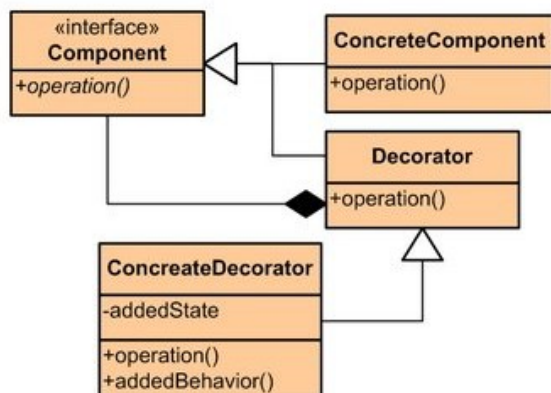 «interface»
Component
+operation()
ConcreteComponent
+operation()
Decorator
+operation()
ConcreateDecorator
-addedState
+operation()
+addedBehavior()